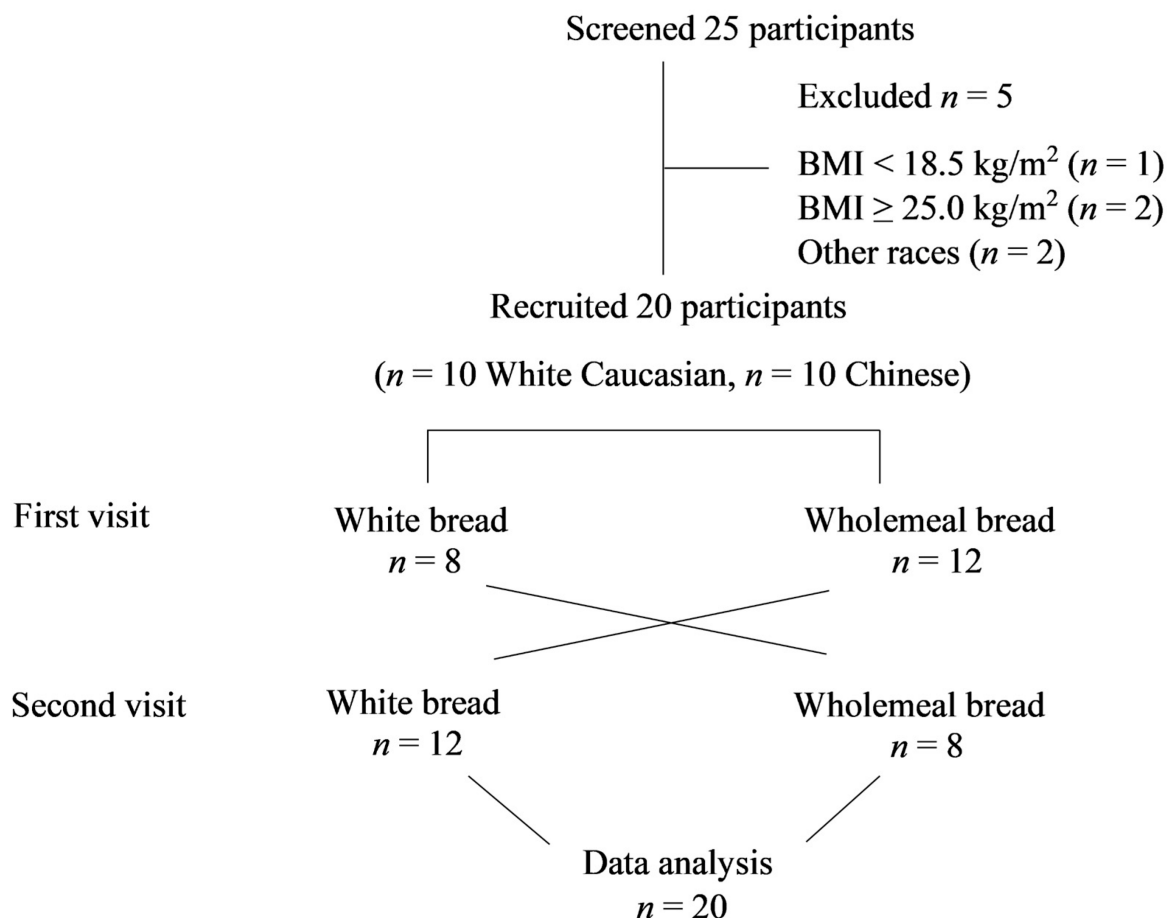 Screened 25 participants
Excluded n = 5
BMI < 18.5 kg/m² (n = 1)
BMI ≥ 25.0 kg/m² (n = 2)
Other races (n = 2)
Recruited 20 participants
(n = 10 White Caucasian, n = 10 Chinese)
First visit
White bread
n = 8
Wholemeal bread
n = 12
Second visit
White bread
n = 12
Wholemeal bread
n = 8
Data analysis
n = 20